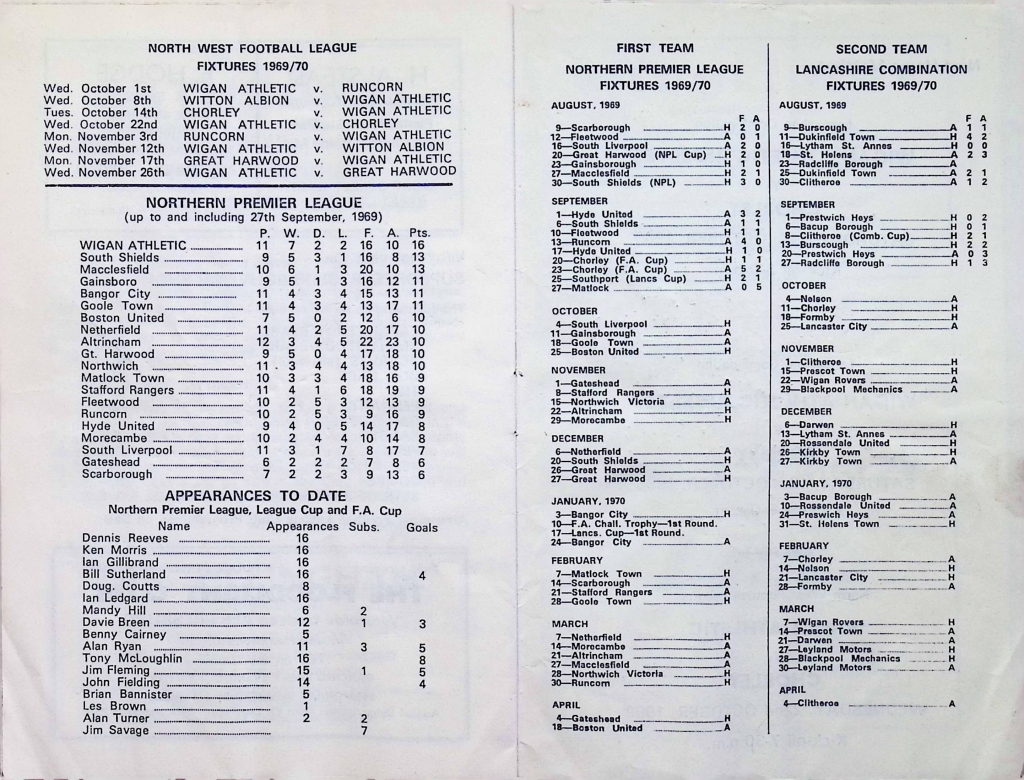 NORTH WEST FOOTBALL LEAGUE
FIXTURES 1969/70
Wed. October 1st WIGAN ATHLETIC v. RUNCORN
Wed. October 8th WITTON ALBION v. WIGAN ATHLETIC
Tues. October 14th CHORLEY v. WIGAN ATHLETIC
Wed. October 22nd WIGAN ATHLETIC v. CHORLEY
Mon. November 3rd RUNCORN v. WIGAN ATHLETIC
Wed. November 12th WIGAN ATHLETIC v. WITTON ALBION
Mon. November 17th GREAT HARWOOD v. WIGAN ATHLETIC
Wed. November 26th WIGAN ATHLETIC v. GREAT HARWOOD
NORTHERN PREMIER LEAGUE
(up to and including 27th September, 1969)
P. W. D. L. F. A. Pts.
WIGAN ATHLETIC 11 7 2 2 16 10 16
South Shields 9 5 3 1 16 8 13
Macclesfield 10 6 1 3 20 10 13
Gainsboro 9 5 1 3 16 12 11
Bangor City 11 4 3 4 15 13 11
Goole Town 11 4 3 4 13 17 11
Boston United 7 5 0 2 12 6 10
Netherfield 11 4 2 5 20 17 10
Altrincham 12 3 4 5 22 23 10
Gt. Harwood 9 5 0 4 17 18 10
Northwich 11 3 4 4 13 18 10
Matlock Town 10 3 3 4 18 16 9
Stafford Rangers 11 4 1 6 18 19 9
Fleetwood 10 2 5 3 12 13 9
Runcorn 10 2 5 3 9 16 9
Hyde United 9 4 0 5 14 17 8
Morecambe 10 2 4 4 10 14 8
South Liverpool 11 3 1 7 8 17 7
Gateshead 6 2 2 2 7 8 6
Scarborough 7 2 2 3 9 13 6
APPEARANCES TO DATE
Northern Premier League, League Cup and F.A. Cup
Name Appearances Subs. Goals
Dennis Reeves 16
Ken Morris 16
Ian Gillibrand 16
Bill Sutherland 16 4
Doug. Coutts 8
Ian Ledgard 16
Mandy Hill 6 2
Davie Breen 12 1 3
Benny Cairney 5
Alan Ryan 11 3 5
Tony McLoughlin 16 8
Jim Fleming 15 1 5
John Fielding 14 4
Brian Bannister 5
Les Brown 1
Alan Turner 2 2
Jim Savage 7
FIRST TEAM
NORTHERN PREMIER LEAGUE
FIXTURES 1969/70
AUGUST, 1969
F A
9—Scarborough H 2 0
12—Fleetwood A 0 1
16—South Liverpool A 2 0
20—Great Harwood (NPL Cup) H 2 0
23—Gainsborough H 1 0
27—Macclesfield H 2 1
30—South Shields (NPL) H 3 0
SEPTEMBER
1—Hyde United A 3 2
6—South Shields A 1 1
10—Fleetwood H 1 1
13—Runcorn A 4 0
17—Hyde United H 1 0
20—Chorley (F.A. Cup) H 1 1
23—Chorley (F.A. Cup) A 5 2
25—Southport (Lancs Cup) H 2 1
27—Matlock A 0 5
OCTOBER
4—South Liverpool H
11—Gainsborough A
18—Goole Town A
25—Boston United H
NOVEMBER
1—Gateshead A
8—Stafford Rangers H
15—Northwich Victoria A
22—Altrincham H
29—Morecambe H
DECEMBER
6—Netherfield A
20—South Shields H
26—Great Harwood A
27—Great Harwood H
JANUARY, 1970
3—Bangor City H
10—F.A. Chall. Trophy—1st Round.
17—Lancs. Cup—1st Round.
24—Bangor City A
FEBRUARY
7—Matlock Town H
14—Scarborough A
21—Stafford Rangers A
28—Goole Town H
MARCH
7—Netherfield H
14—Morecambe A
21—Altrincham A
27—Macclesfield A
28—Northwich Victoria H
30—Runcorn H
APRIL
4—Gateshead H
18—Boston United A
SECOND TEAM
LANCASHIRE COMBINATION
FIXTURES 1969/70
AUGUST, 1969
F A
9—Burscough A 1 1
11—Dukinfield Town H 4 2
16—Lytham St. Annes H 0 0
18—St. Helens A 2 3
23—Radcliffe Borough A
25—Dukinfield Town A 2 1
30—Clitheroe A 1 2
SEPTEMBER
1—Prestwich Heys H 0 2
6—Bacup Borough H 0 1
8—Clitheroe (Comb. Cup) H 2 1
13—Burscough H 2 2
20—Prestwich Heys A 0 3
27—Radcliffe Borough H 1 3
OCTOBER
4—Nelson A
11—Chorley H
18—Formby H
25—Lancaster City A
NOVEMBER
1—Clitheroe H
15—Prescot Town H
22—Wigan Rovers A
29—Blackpool Mechanics A
DECEMBER
6—Darwen H
13—Lytham St. Annes A
20—Rossendale United H
26—Kirkby Town H
27—Kirkby Town A
JANUARY, 1970
3—Bacup Borough A
10—Rossendale United A
24—Preswich Heys A
31—St. Helens Town H
FEBRUARY
7—Chorley A
14—Nelson H
21—Lancaster City H
28—Formby A
MARCH
7—Wigan Rovers H
14—Prescot Town A
21—Darwen A
27—Leyland Motors H
28—Blackpool Mechanics H
30—Leyland Motors A
APRIL
4—Clitheroe A